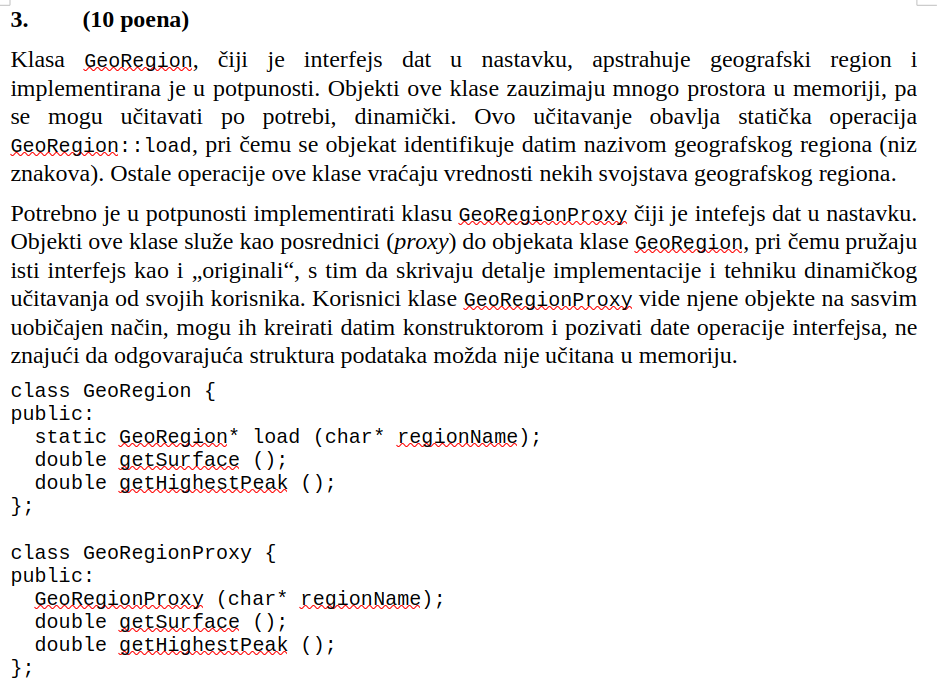 3. (10 poena)
Klasa GeoRegion, čiji je interfejs dat u nastavku, apstrahuje geografski region i
implementirana je u potpunosti. Objekti ove klase zauzimaju mnogo prostora u memoriji, pa
se mogu učitavati po potrebi, dinamički. Ovo učitavanje obavlja statička operacija
GeoRegion::load, pri čemu se objekat identifikuje datim nazivom geografskog regiona (niz
znakova). Ostale operacije ove klase vraćaju vrednosti nekih svojstava geografskog regiona.
Potrebno je u potpunosti implementirati klasu GeoRegionProxy čiji je intefejs dat u nastavku.
Objekti ove klase služe kao posrednici (proxy) do objekata klase GeoRegion, pri čemu pružaju
isti interfejs kao i „originali“, s tim da skrivaju detalje implementacije i tehniku dinamičkog
učitavanja od svojih korisnika. Korisnici klase GeoRegionProxy vide njene objekte na sasvim
uobičajen način, mogu ih kreirati datim konstruktorom i pozivati date operacije interfejsa, ne
znajući da odgovarajuća struktura podataka možda nije učitana u memoriju.
class GeoRegion {
public:
  static GeoRegion* load (char* regionName);
  double getSurface ();
  double getHighestPeak ();
};
class GeoRegionProxy {
public:
  GeoRegionProxy (char* regionName);
  double getSurface ();
  double getHighestPeak ();
};